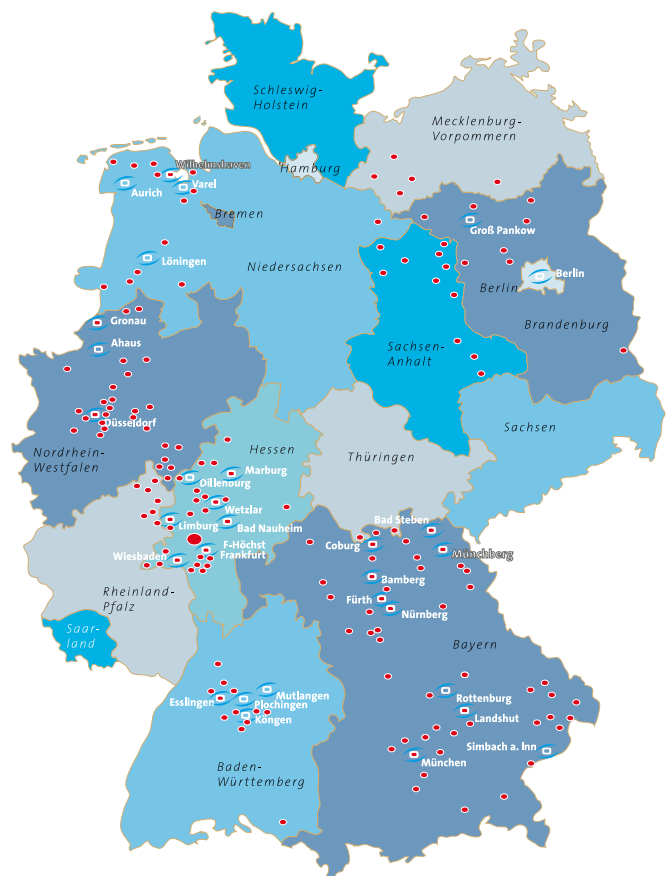 Schleswig-
Holstein
Mecklenburg-
Vorpommern
Hamburg
Wilhelmshaven
Aurich
Varel
Bremen
Groß Pankow
Löningen
Niedersachsen
Berlin
Berlin
Brandenburg
Gronau
Ahaus
Sachsen-
Anhalt
Düsseldorf
Sachsen
Nordrhein-
Westfalen
Hessen
Thüringen
Marburg
Dillenburg
Wetzlar
Limburg
Bad Nauheim
Bad Steben
Coburg
Münchberg
F-Höchst
Frankfurt
Wiesbaden
Bamberg
Rheinland-
Pfalz
Fürth
Nürnberg
Saar-
land
Bayern
Mutlangen
Esslingen
Plochingen
Köngen
Rottenburg
Landshut
Simbach a. Inn
München
Baden-
Württemberg